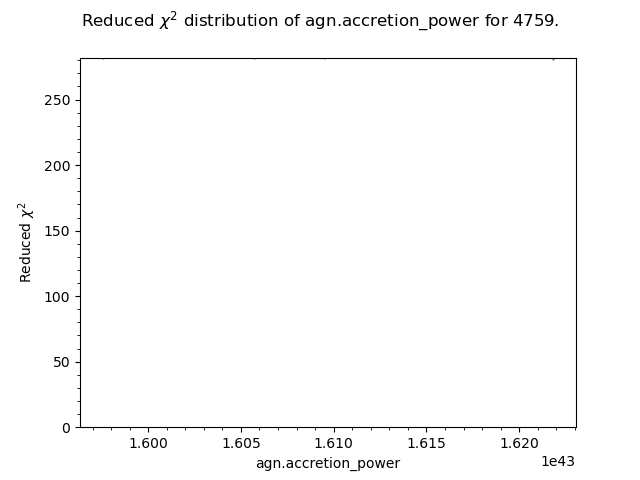 Reduced χ² distribution of agn.accretion_power for 4759.
250
200
150
100
50
0
Reduced χ²
1.600 1.605 1.610 1.615 1.620
1e43
agn.accretion_power